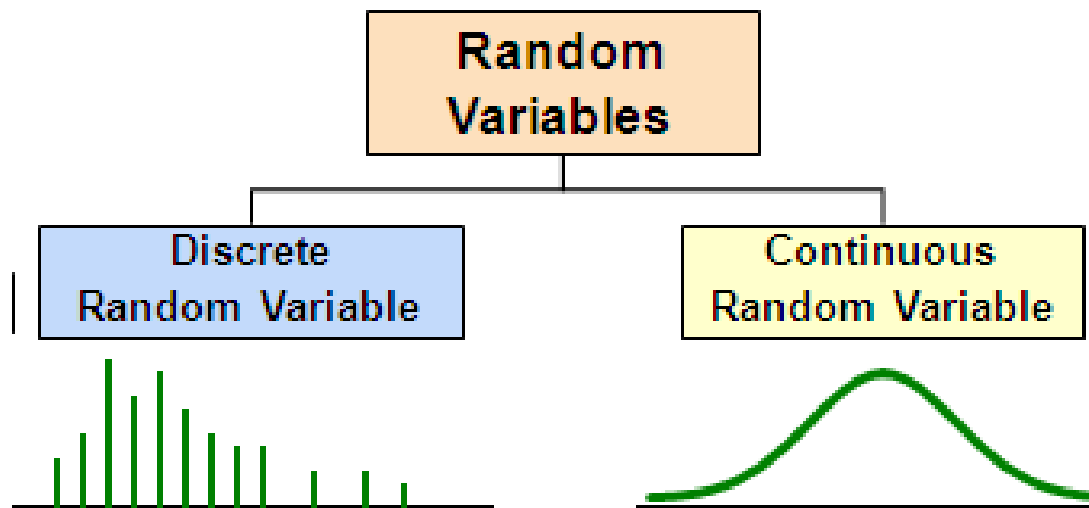 Random
Variables
Discrete
Random Variable
Continuous
Random Variable